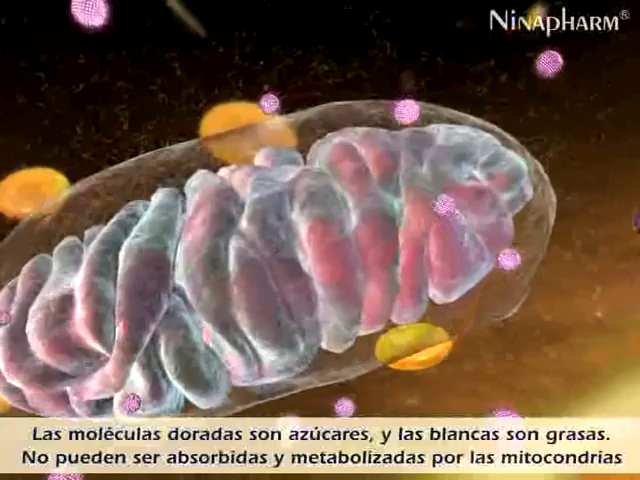 NINAPHARM®
Las moléculas doradas son azúcares, y las blancas son grasas.
No pueden ser absorbidas y metabolizadas por las mitocondrias